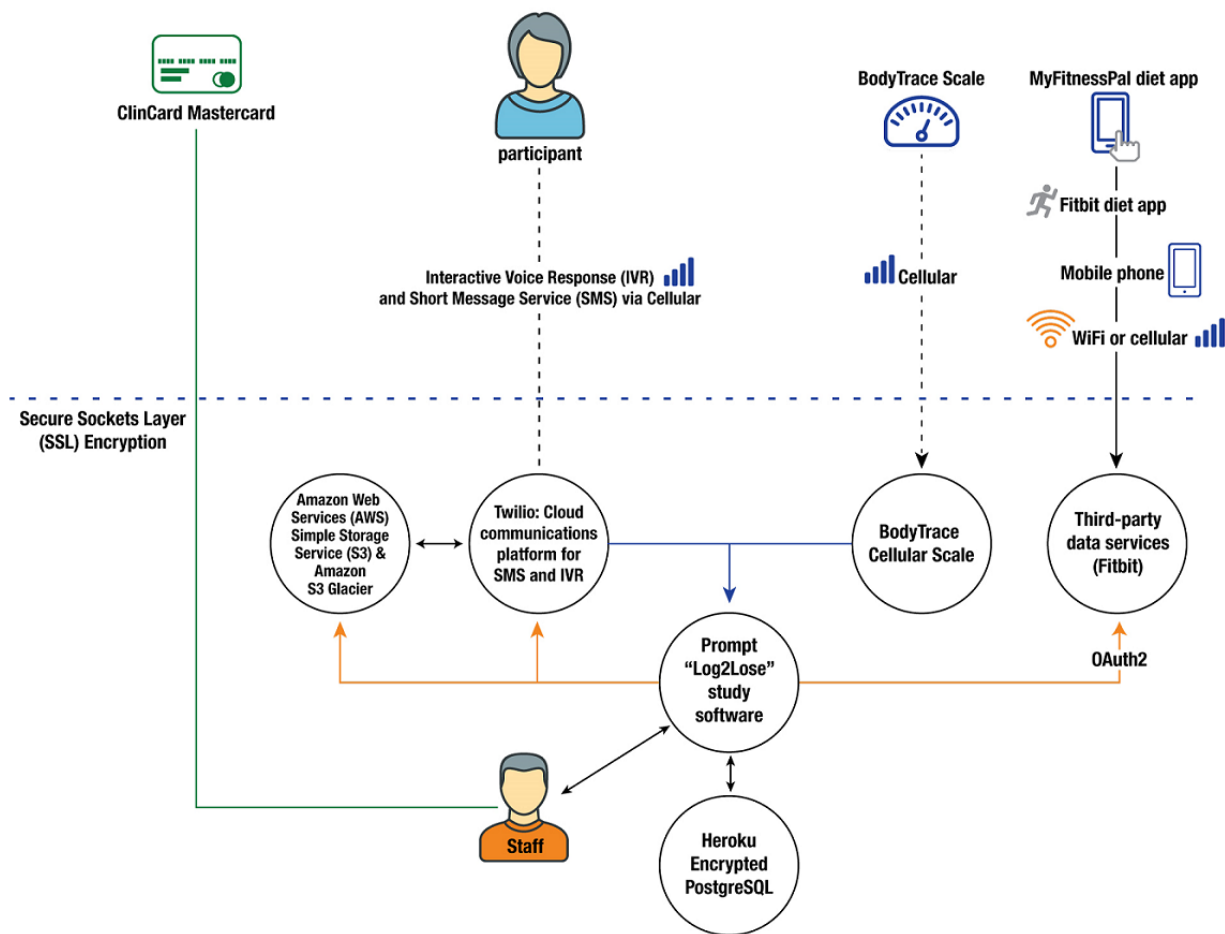 ClinCard Mastercard
participant
BodyTrace Scale
MyFitnessPal diet app
Fitbit diet app
Interactive Voice Response (IVR)
and Short Message Service (SMS) via Cellular
Cellular
Mobile phone
WiFi or cellular
Secure Sockets Layer
(SSL) Encryption
Amazon Web
Services (AWS)
Simple Storage
Service (S3) &
Amazon
S3 Glacier
Twilio: Cloud
communications
platform for
SMS and IVR
BodyTrace
Cellular Scale
Third-party
data services
(Fitbit)
OAuth2
Prompt
“Log2Lose”
study
software
Staff
Heroku
Encrypted
PostgreSQL